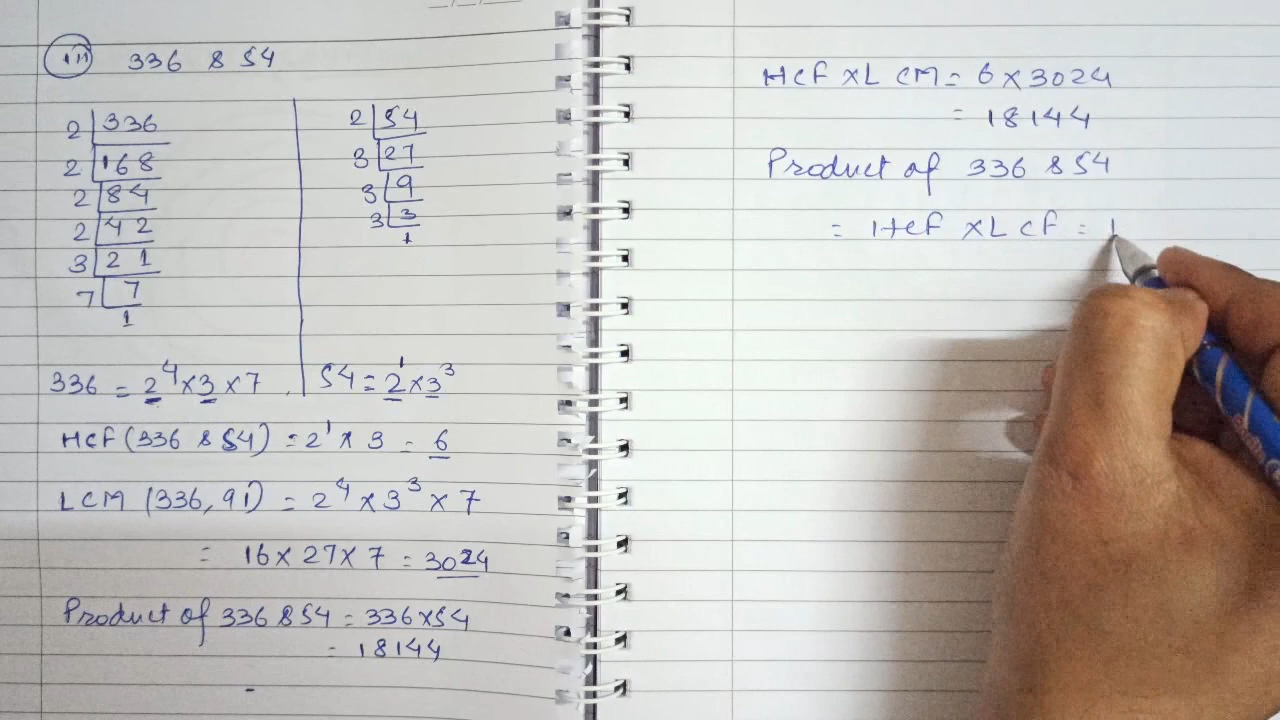 (iii) 336 & 54
2 | 336
2 | 168
2 | 84
2 | 42
3 | 21
7 | 7
1
2 | 54
3 | 27
3 | 9
3 | 3
1
336 = 2⁴ × 3 × 7
54 = 2¹ × 3³
HCF (336 & 54) = 2¹ × 3 = 6
LCM (336, 91) = 2⁴ × 3³ × 7
= 16 × 27 × 7 = 3024
Product of 336 & 54 = 336 × 54
= 18144
HCF × LCM = 6 × 3024
= 18144
Product of 336 & 54
= HCF × LCF = 1